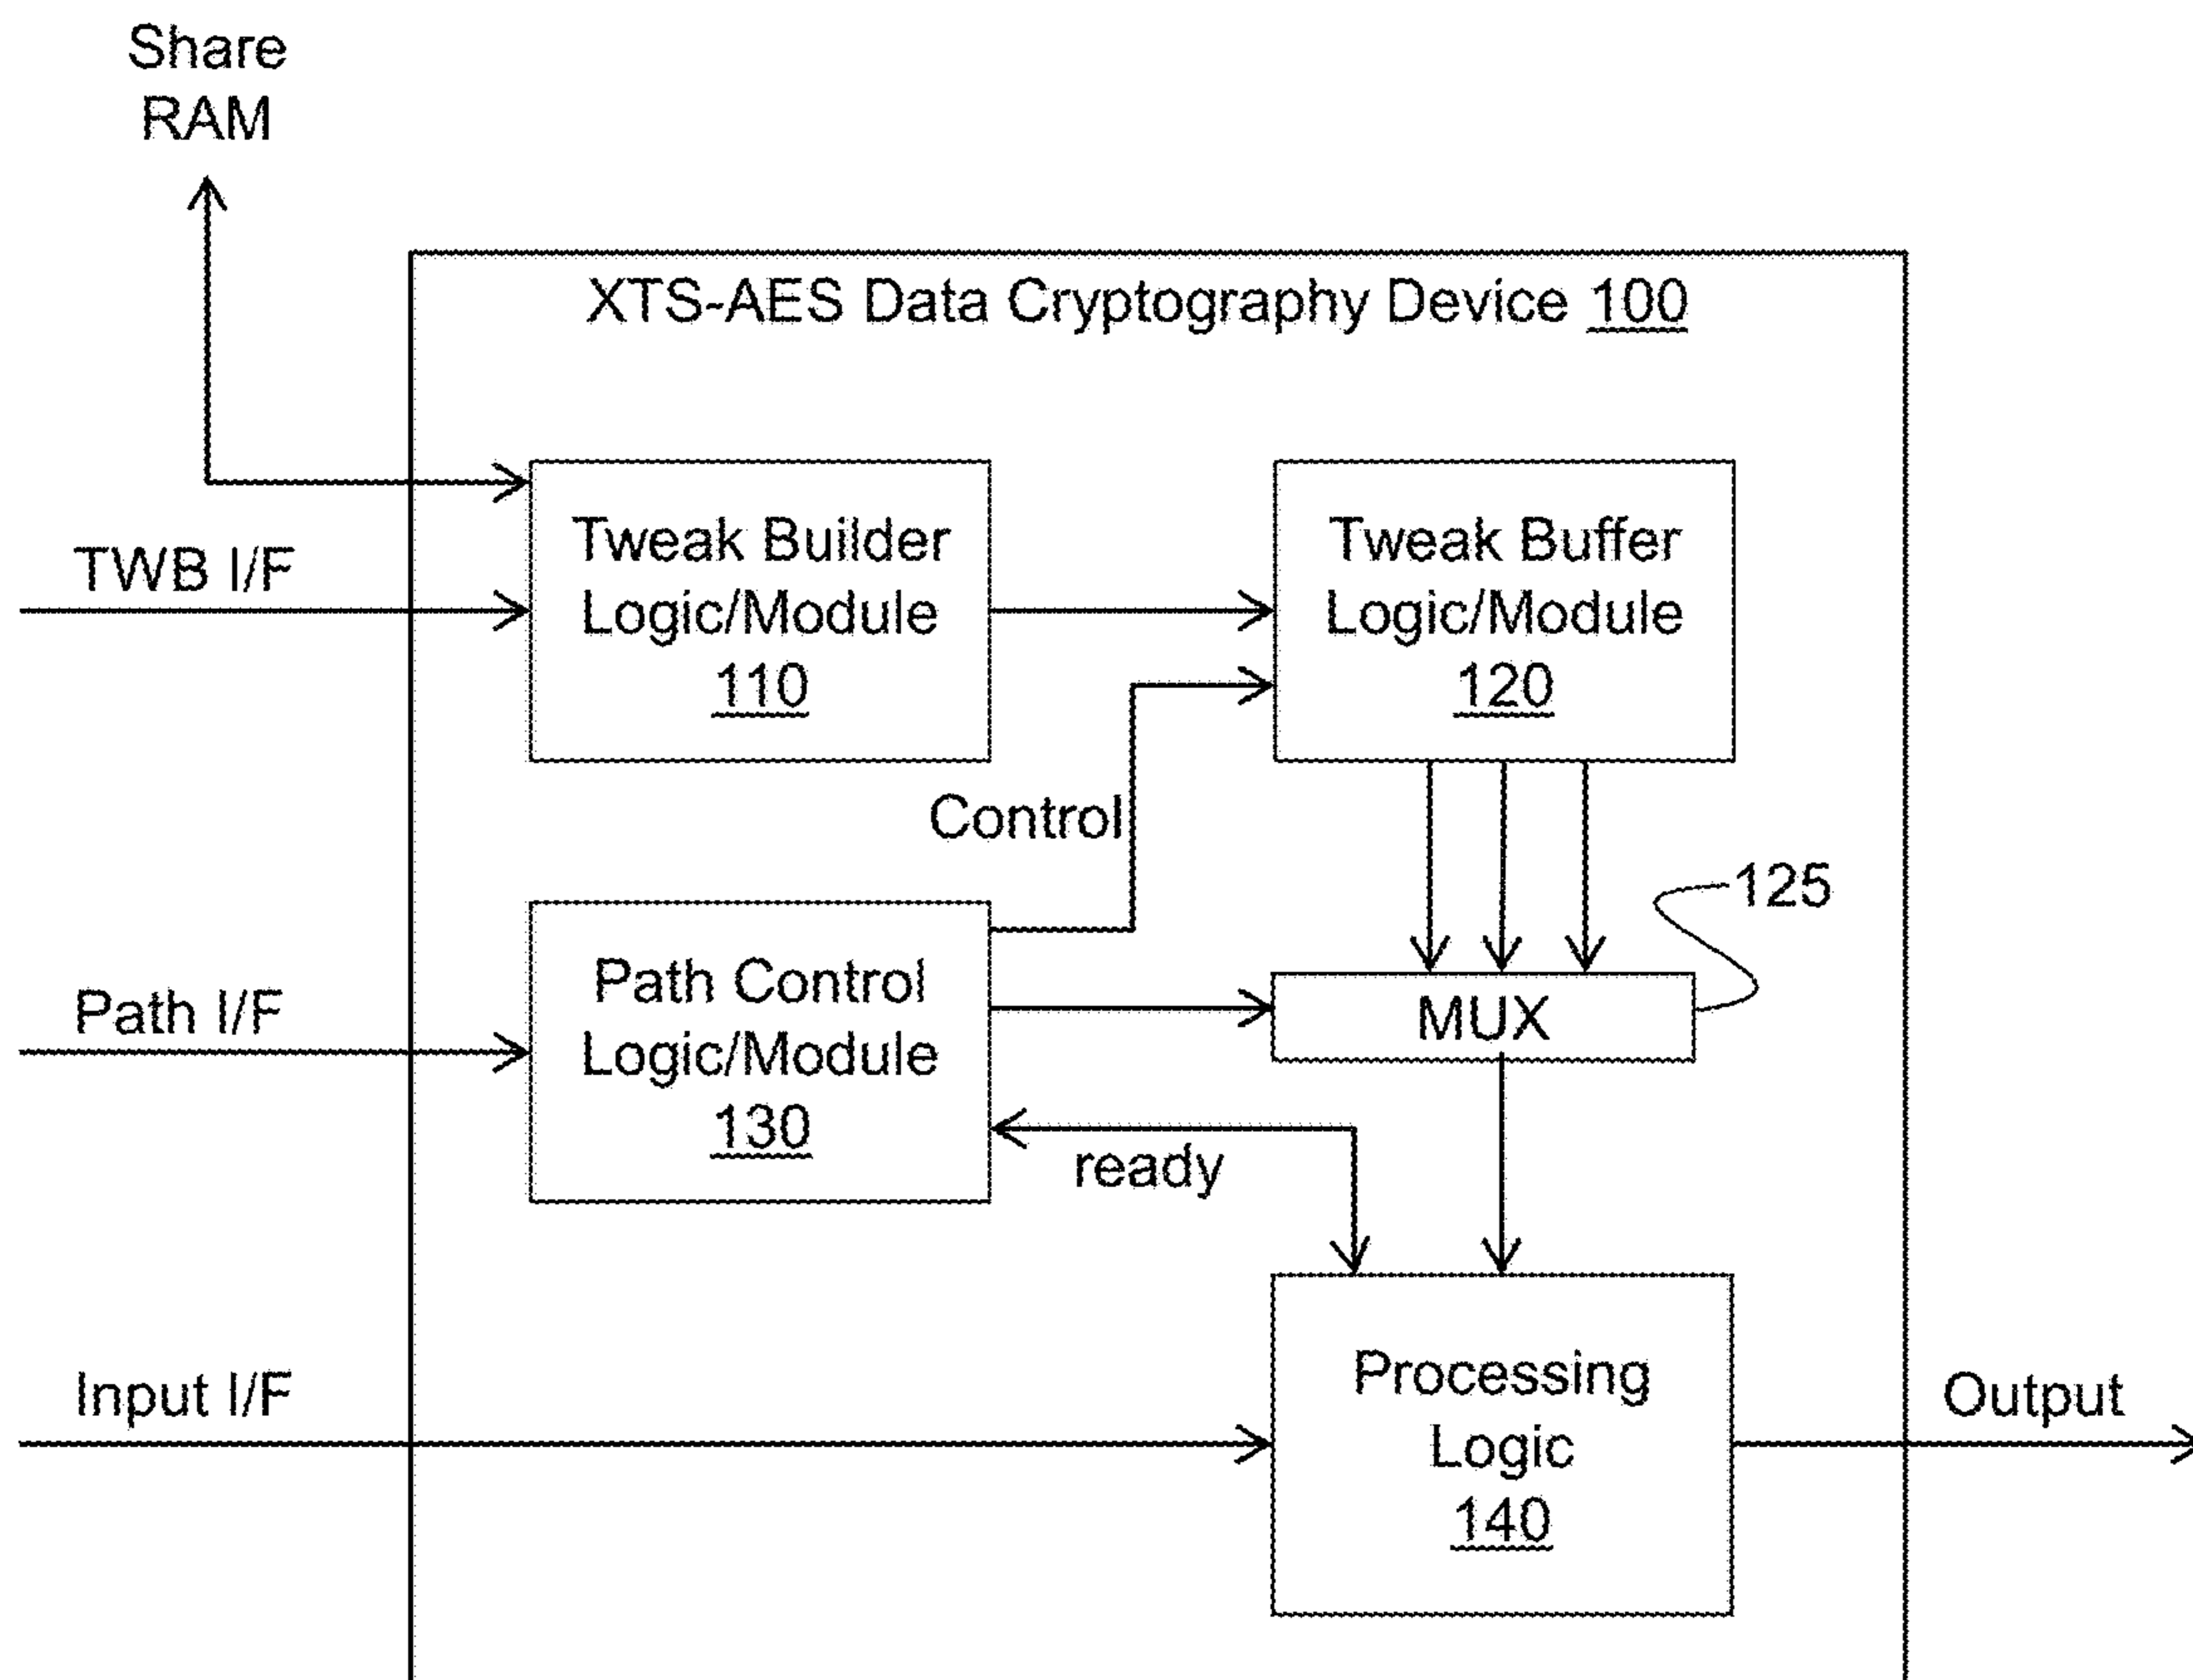 Share
RAM
XTS-AES Data Cryptography Device 100
TWB I/F
Tweak Builder
Logic/Module
110
Tweak Buffer
Logic/Module
120
Control
125
Path I/F
Path Control
Logic/Module
130
MUX
ready
Input I/F
Processing
Logic
140
Output